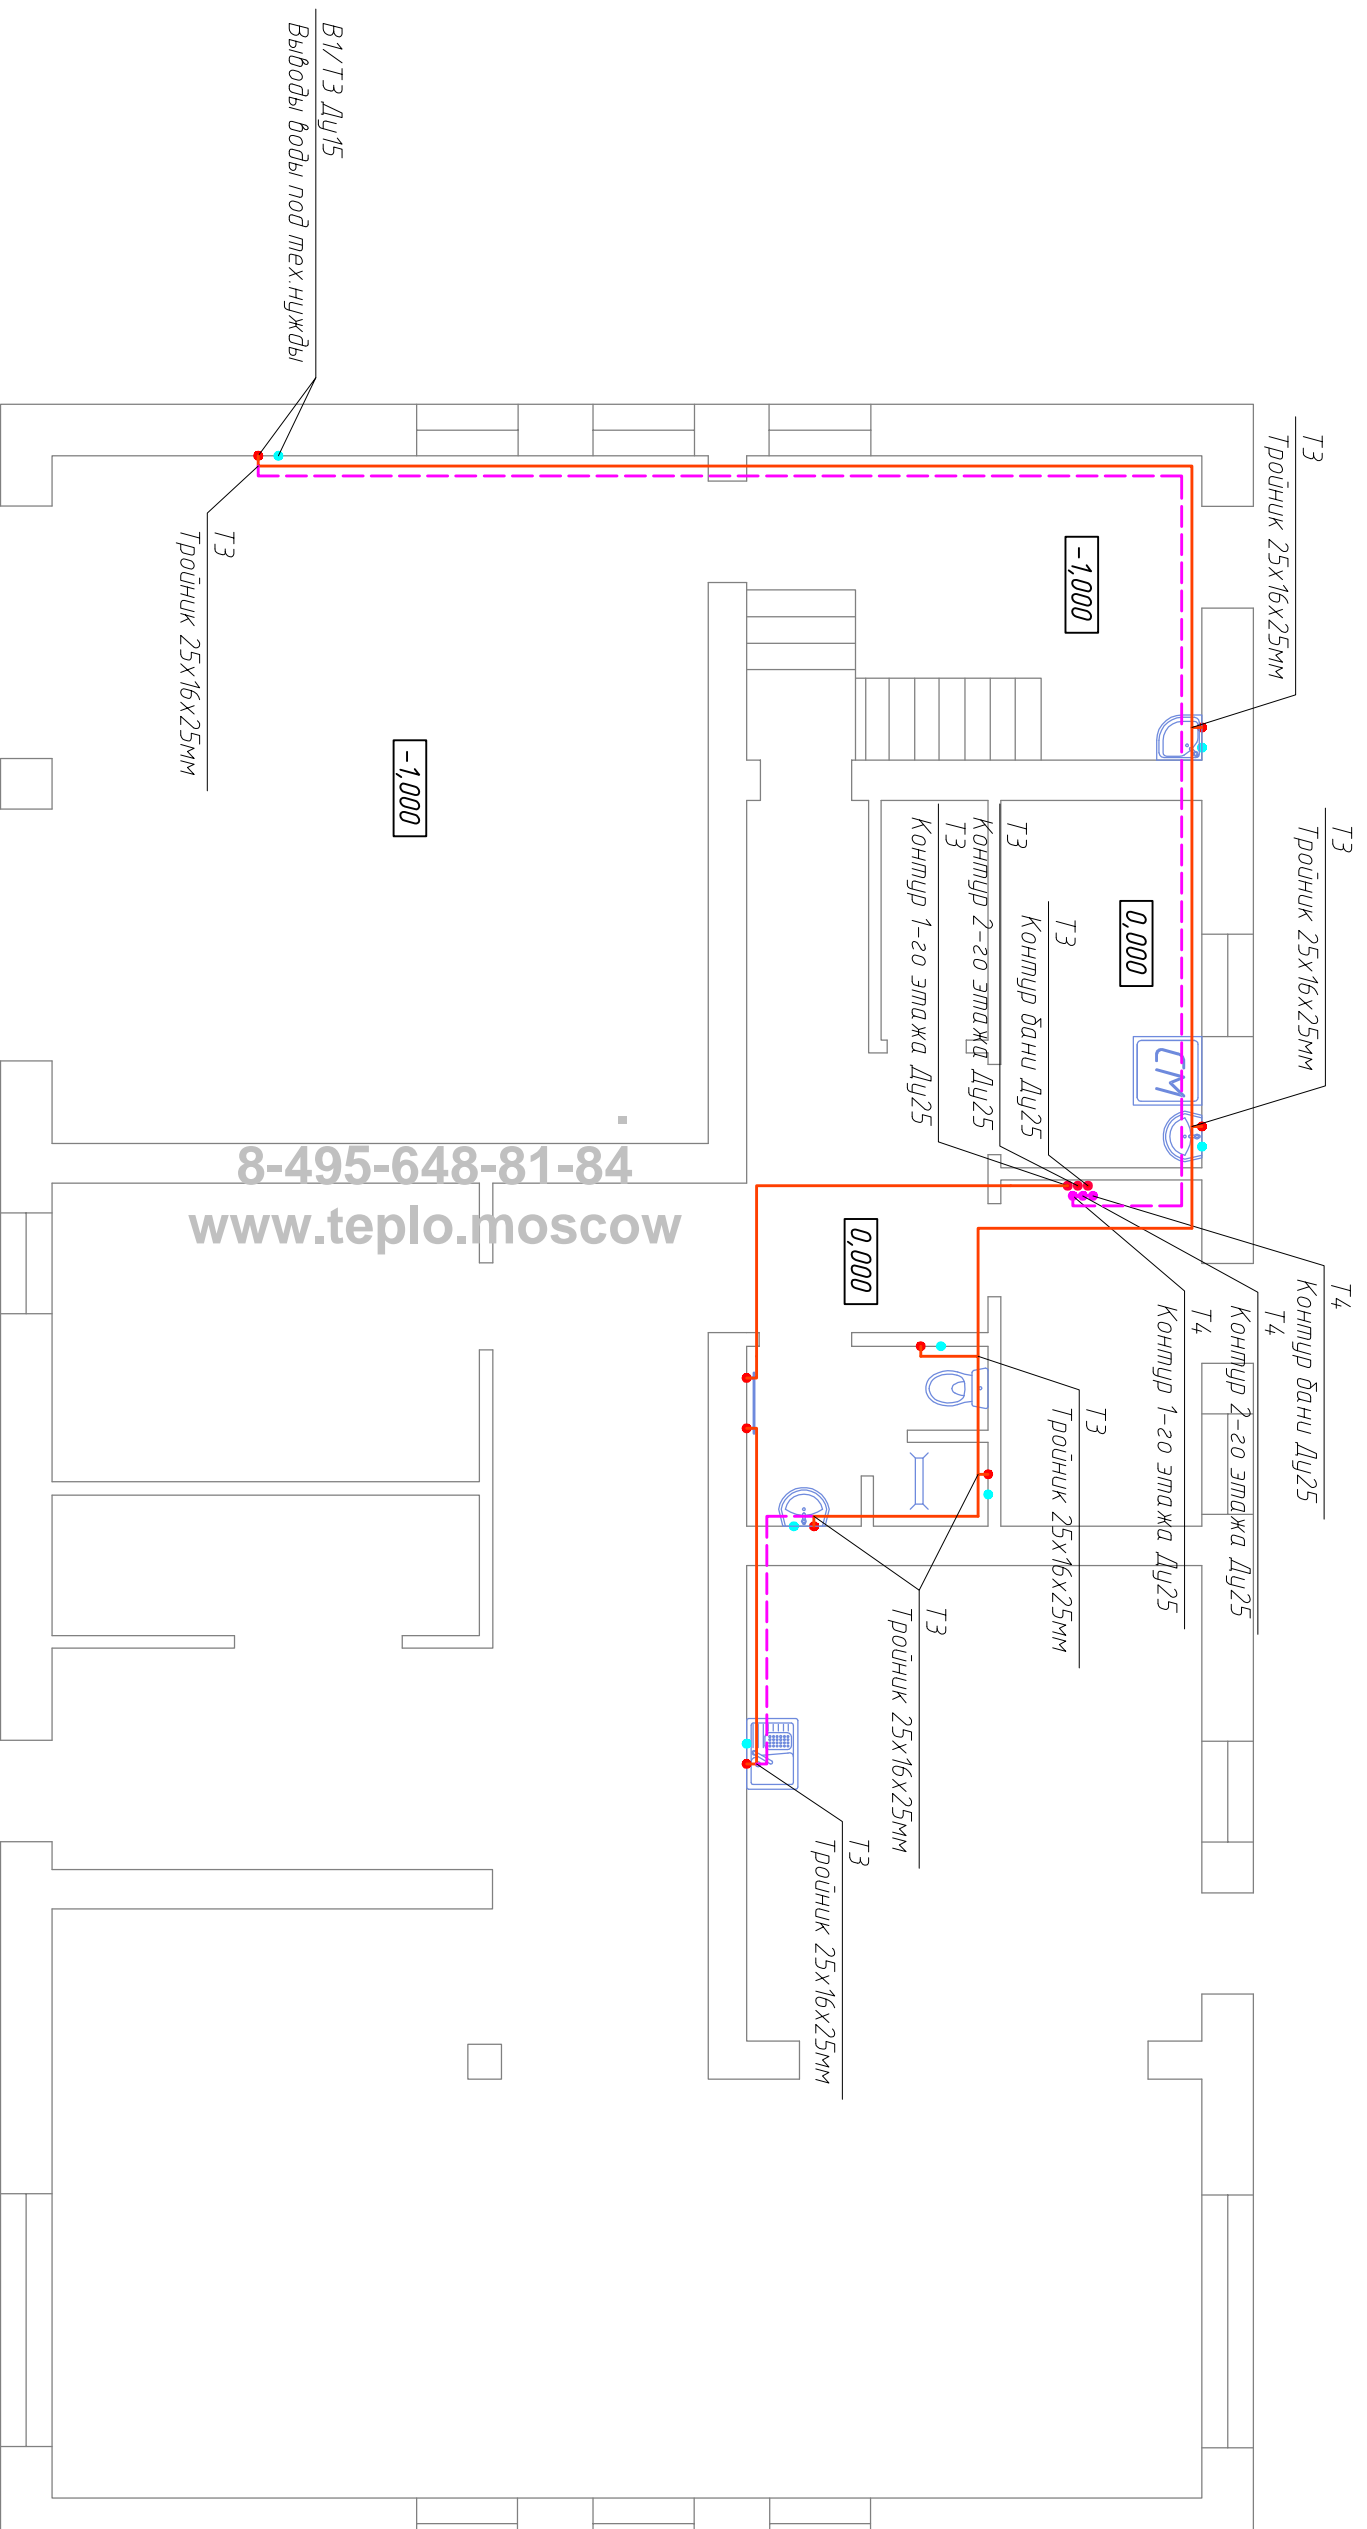 В1/Т3 Ду15
Выводы воды под тех.нужды
Т3
Тройник 25х16х25мм
Т3
Тройник 25х16х25мм
Т3
Тройник 25х16х25мм
-1,000
-1,000
0,000
Т3
Контур бани Ду25
Т3
Контур 2-го этажа Ду25
Т3
Контур 1-го этажа Ду25
СМ
Т4
Контур бани Ду25
Т4
Контур 2-го этажа Ду25
Т4
Контур 1-го этажа Ду25
0,000
Т3
Тройник 25х16х25мм
Т3
Тройник 25х16х25мм
Т3
Тройник 25х16х25мм
8-495-648-81-84
www.teplo.moscow